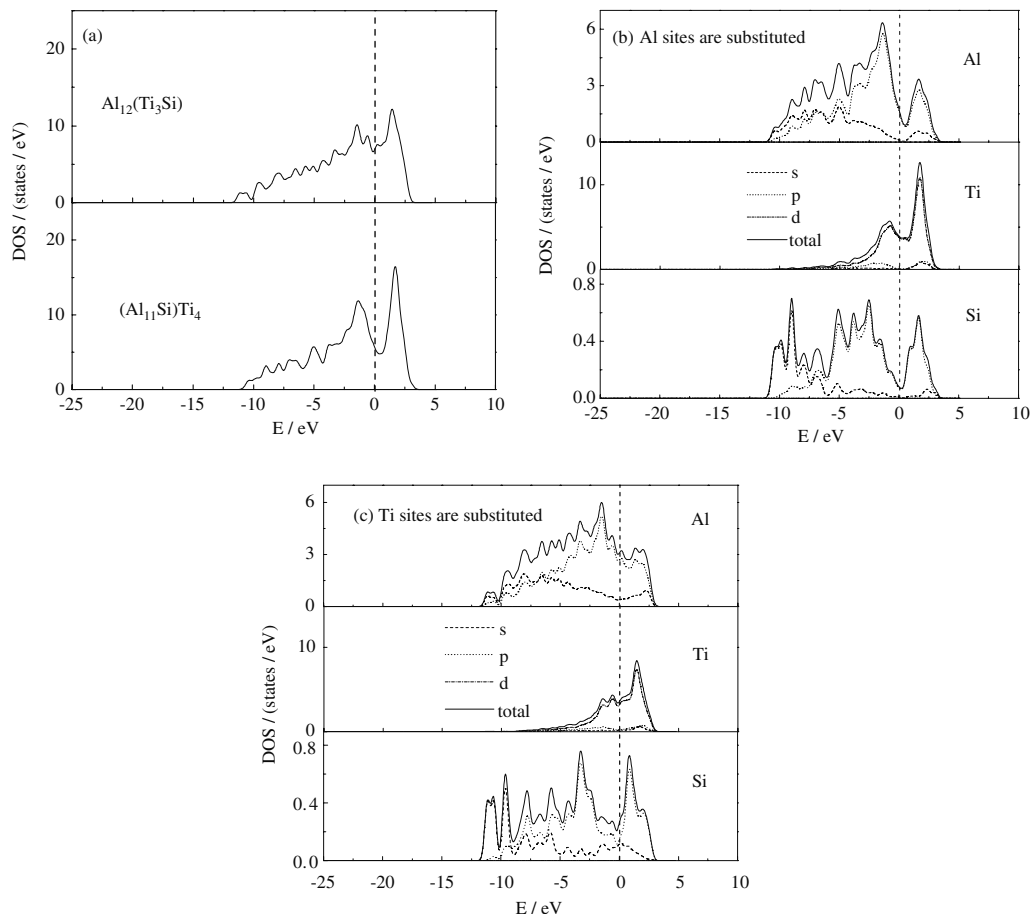 (a)
20
Al12(Ti3Si)
10
0
20
(Al11Si)Ti4
10
0
-25 -20 -15 -10 -5 0 5 10
E / eV
DOS / (states / eV)
(b) Al sites are substituted
6
Al
3
0
Ti
10
s
p
d
total
0
0.8
Si
0.4
0.0
-25 -20 -15 -10 -5 0 5 10
E / eV
DOS / (states / eV)
(c) Ti sites are substituted
6
Al
3
0
Ti
10
s
p
d
total
0
0.8
Si
0.4
0.0
-25 -20 -15 -10 -5 0 5 10
E / eV
DOS / (states / eV)